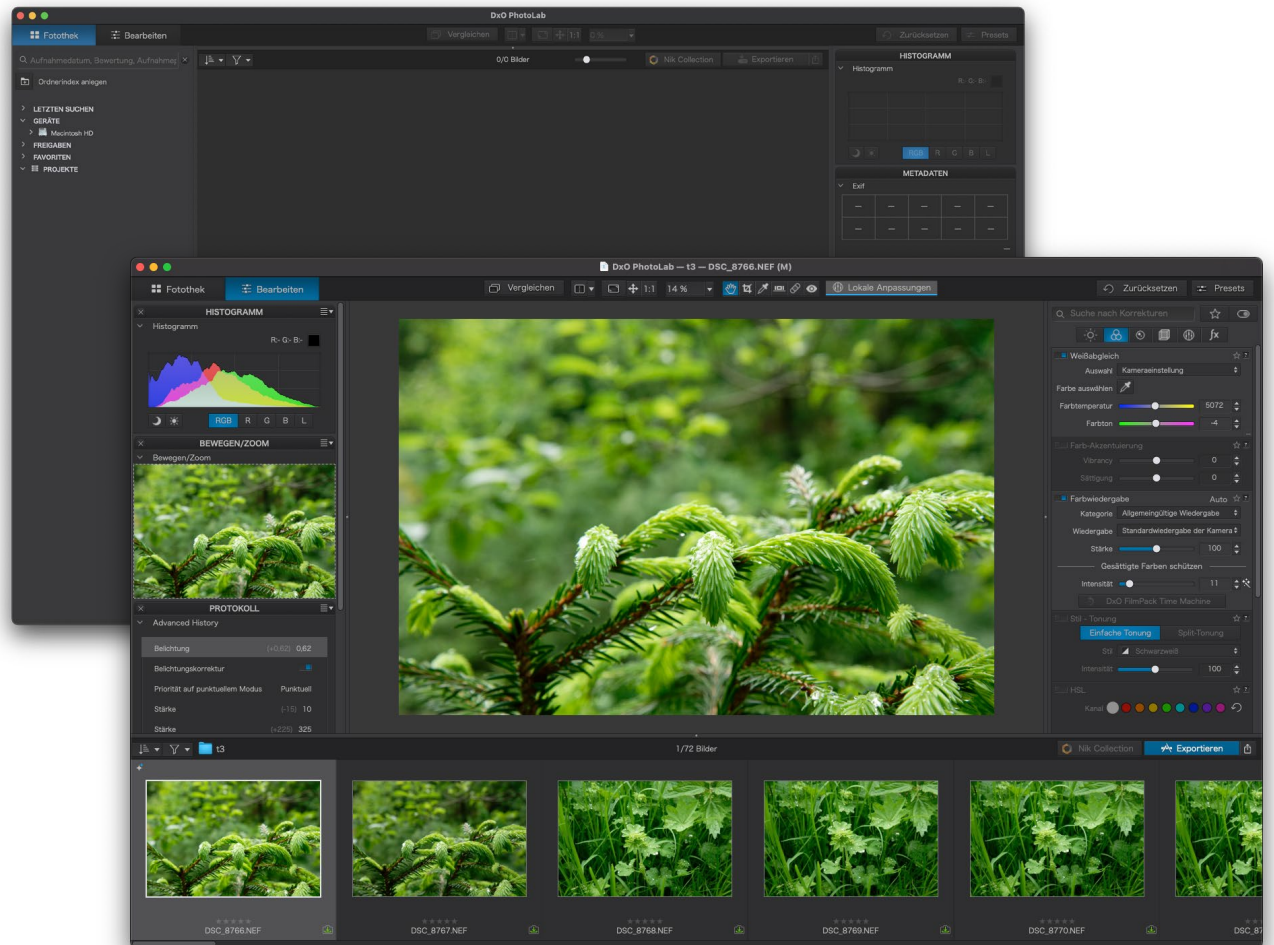 DxO PhotoLab
Fotothek Bearbeiten Vergleichen 1:1 0 % Zurücksetzen Presets
Aufnahmedatum, Bewertung, Aufnahmeg 0/0 Bilder Nik Collection Exportieren
Ordnerindex anlegen
LETZTEN SUCHEN
GERÄTE
Macintosh HD
FREIGABEN
FAVORITEN
PROJEKTE
HISTOGRAMM
Histogramm
R: G: B:
RGB R G B L
METADATEN
Exif
— — — — —
— — — — —
—
DxO PhotoLab — t3 — DSC_8766.NEF (M)
Fotothek Bearbeiten Vergleichen 1:1 14 % Lokale Anpassungen Zurücksetzen Presets
HISTOGRAMM
Histogramm
R:- G:- B:-
RGB R G B L
BEWEGEN/ZOOM
Bewegen/Zoom
PROTOKOLL
Advanced History
Belichtung (+0,62) 0,62
Belichtungskorrektur
Priorität auf punktuellem Modus Punktuell
Stärke (-15) 10
Stärke (+225) 325
Suche nach Korrekturen
fx
Weißabgleich
Auswahl Kameraeinstellung
Farbe auswählen
Farbtemperatur 5072
Farbton -4
Farb-Akzentuierung
Vibrancy 0
Sättigung 0
Farbwiedergabe Auto
Kategorie Allgemeingültige Wiedergabe
Wiedergabe Standardwiedergabe der Kamera
Stärke 100
Gesättigte Farben schützen
Intensität 11
DxO FilmPack Time Machine
Stil - Tonung
Einfache Tonung Split-Tonung
Stil Schwarzweiß
Intensität 100
HSL
Kanal
t3 1/72 Bilder Nik Collection Exportieren
DSC_8766.NEF DSC_8767.NEF DSC_8768.NEF DSC_8769.NEF DSC_8770.NEF DSC_87